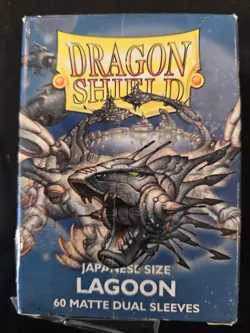 DRAGON
SHIELD
JAPANESE SIZE
LAGOON
60 MATTE DUAL SLEEVES